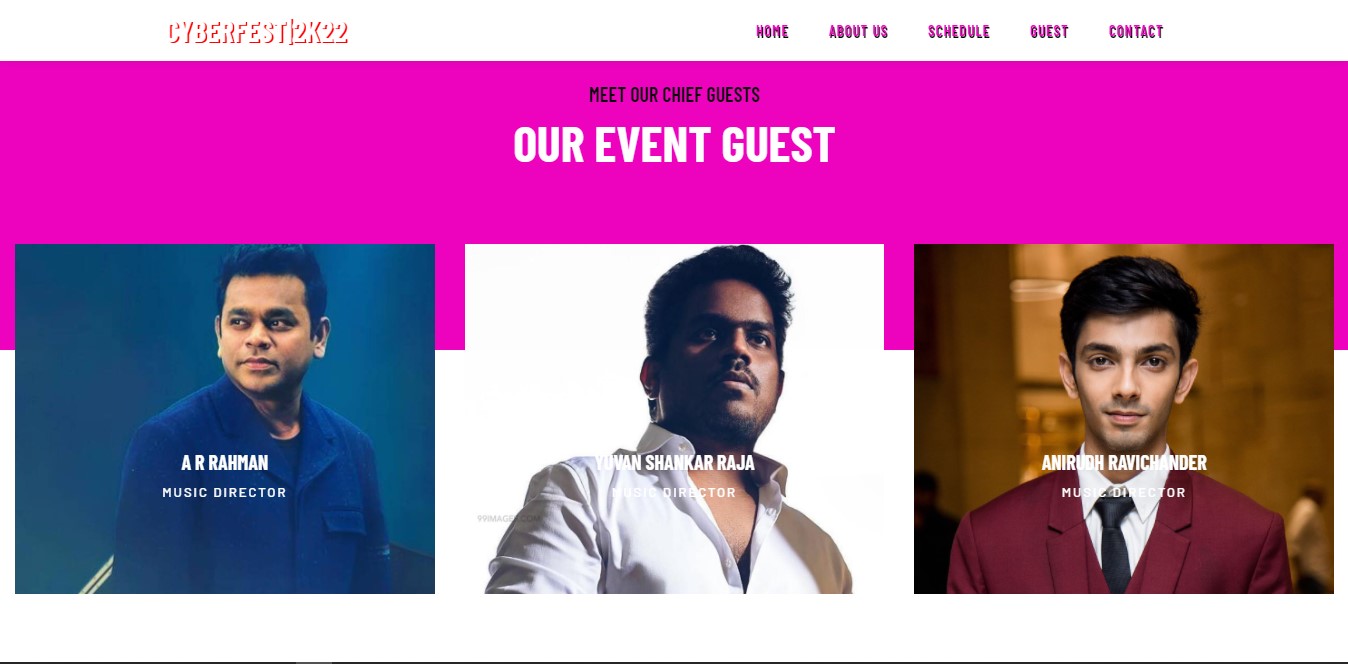 CYBERFEST|2K22
HOME ABOUT US SCHEDULE GUEST CONTACT
MEET OUR CHIEF GUESTS
OUR EVENT GUEST
A R RAHMAN
MUSIC DIRECTOR
YUVAN SHANKAR RAJA
MUSIC DIRECTOR
99IMAGES.COM
ANIRUDH RAVICHANDER
MUSIC DIRECTOR